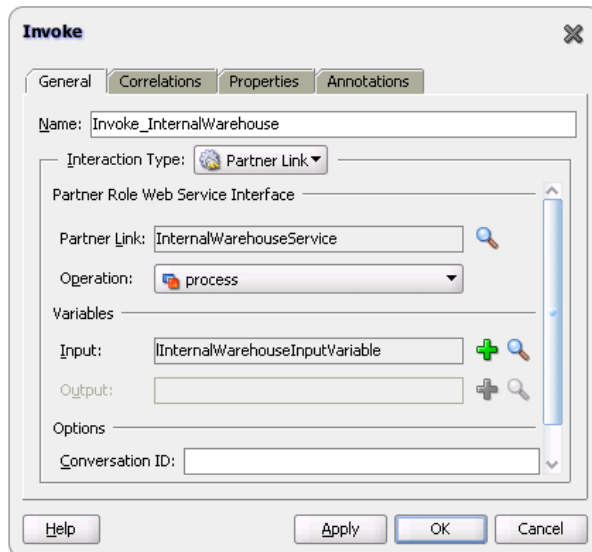 Invoke
General Correlations Properties Annotations
Name: Invoke_InternalWarehouse
Interaction Type: Partner Link
Partner Role Web Service Interface
Partner Link: InternalWarehouseService
Operation: process
Variables
Input: lInternalWarehouseInputVariable
Output:
Options
Conversation ID:
Help Apply OK Cancel